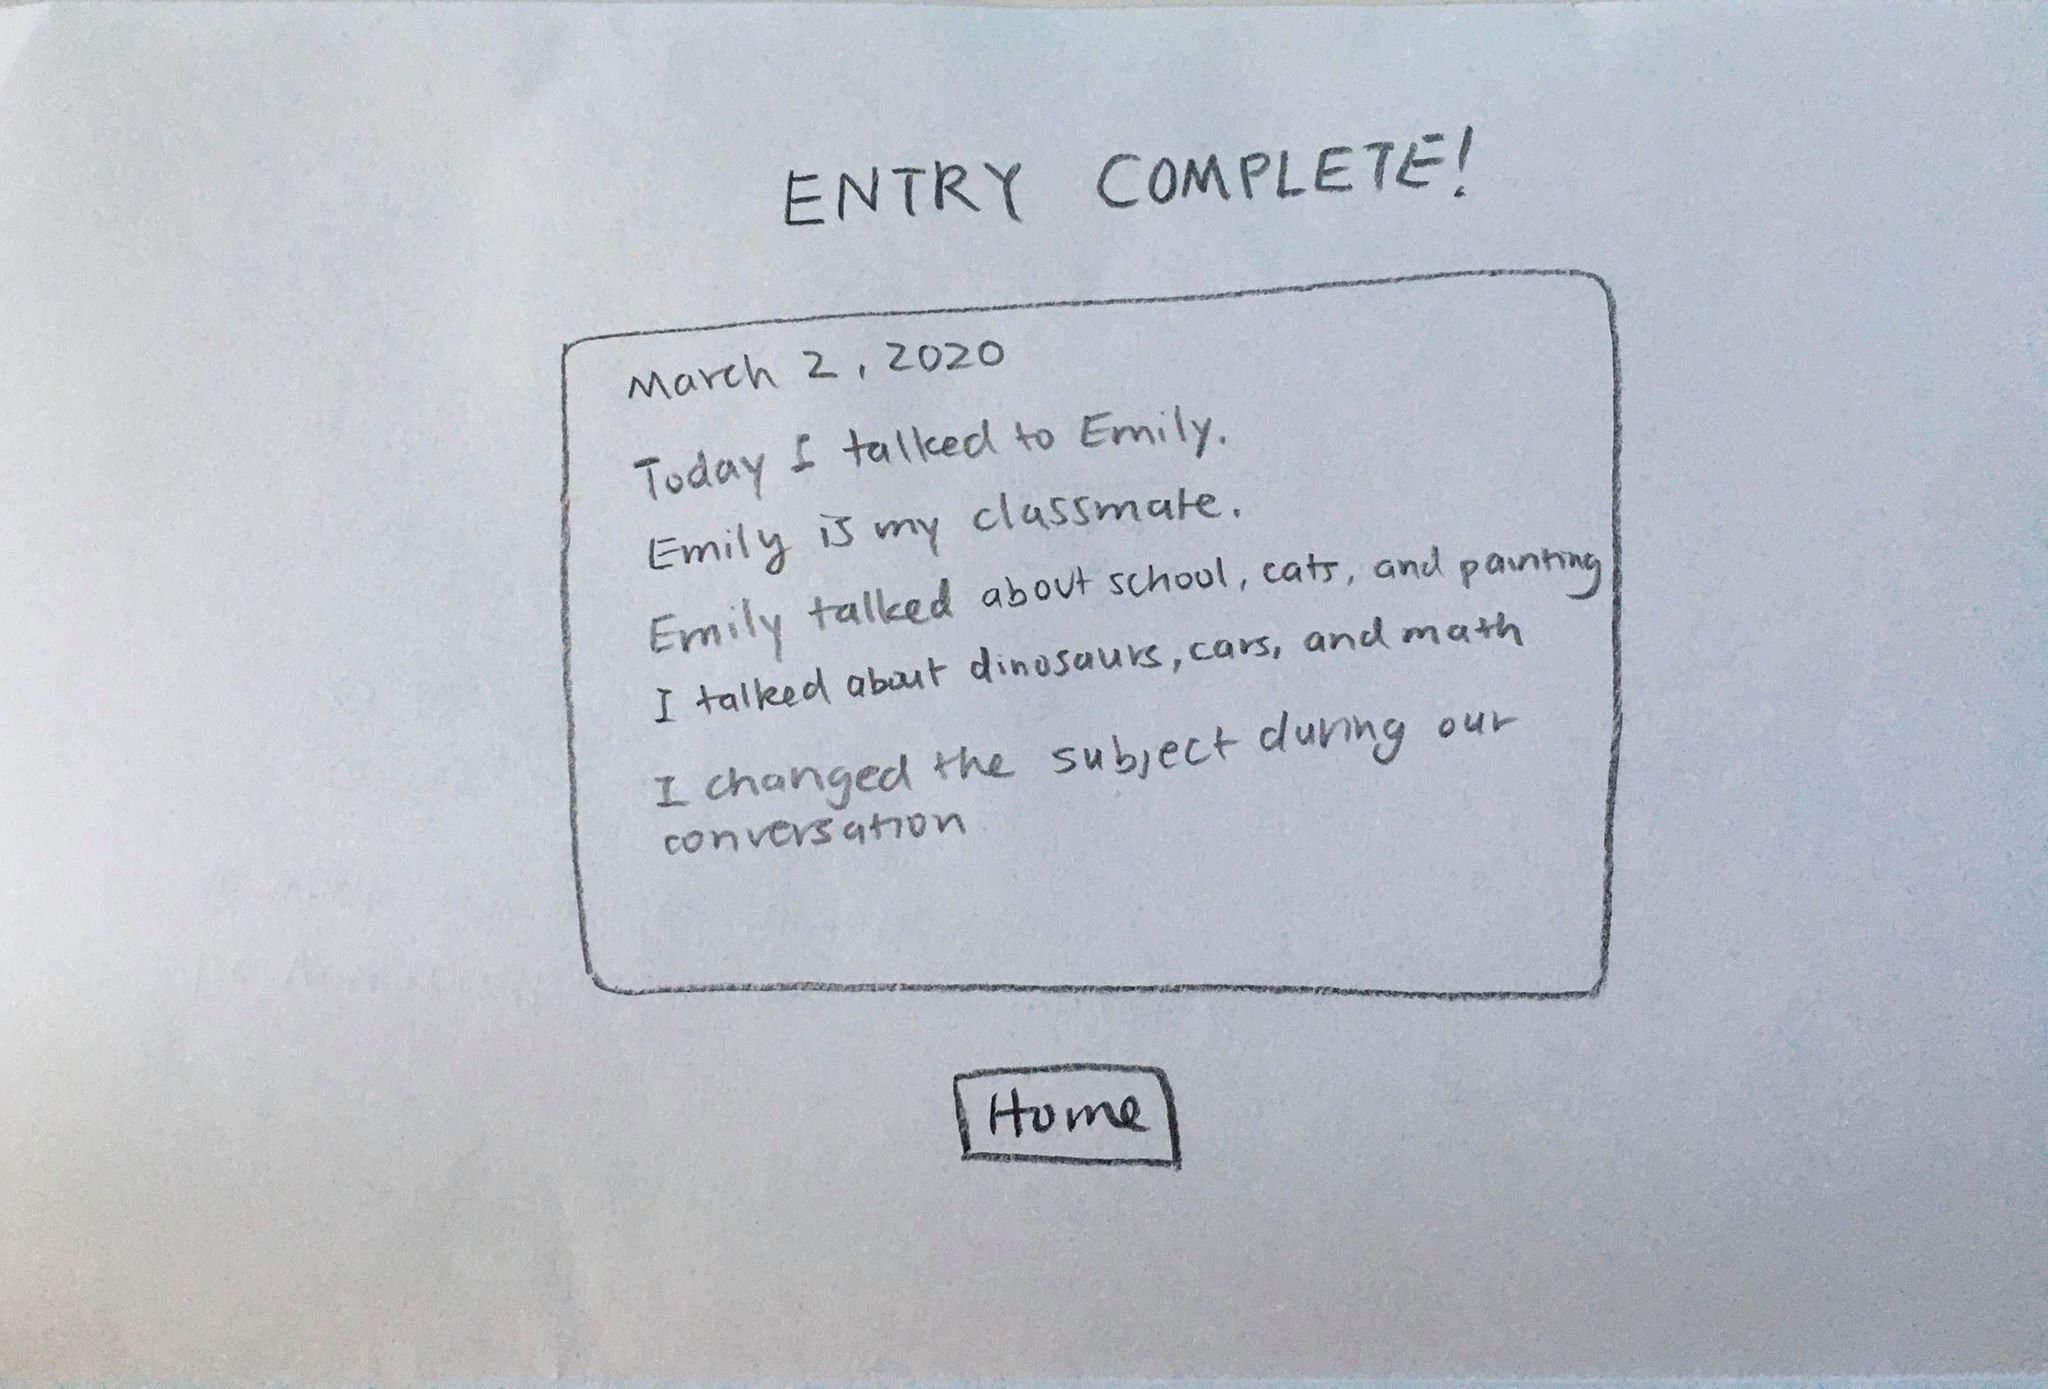 ENTRY COMPLETE!
March 2, 2020
Today I talked to Emily.
Emily is my classmate.
Emily talked about school, cats, and painting
I talked about dinosaurs, cars, and math
I changed the subject during our
conversation
Home